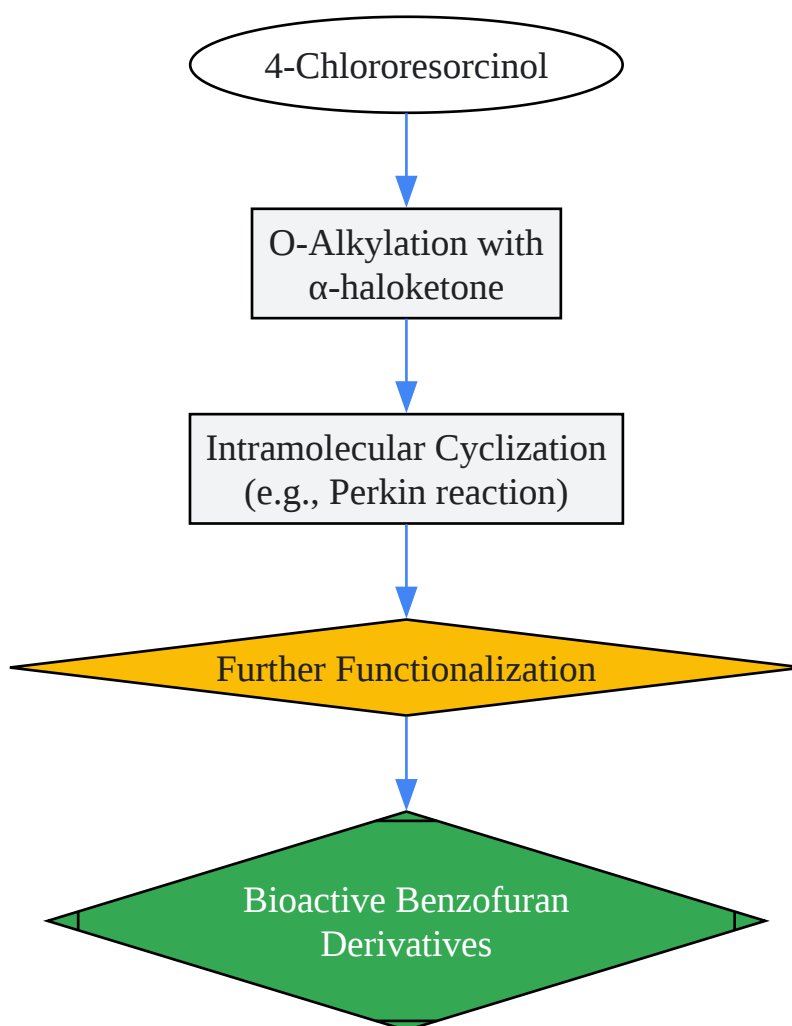 4-Chlororesorcinol
O-Alkylation with
α-haloketone
Intramolecular Cyclization
(e.g., Perkin reaction)
Further Functionalization
Bioactive Benzofuran
Derivatives